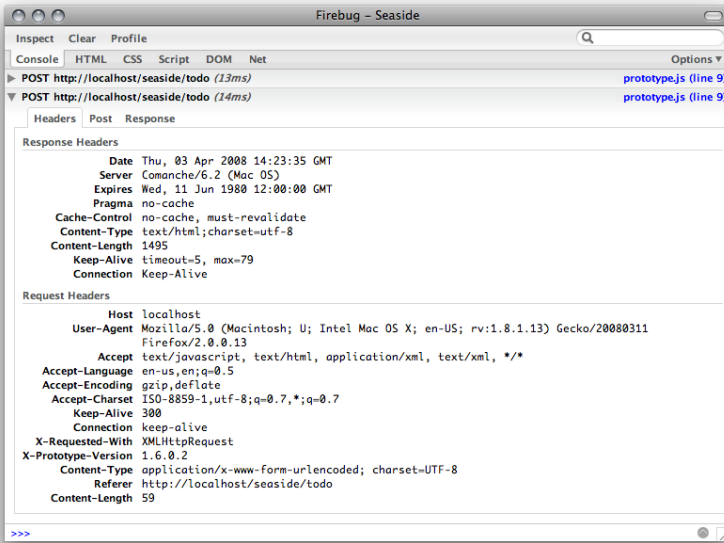 Firebug – Seaside
Inspect Clear Profile
Console HTML CSS Script DOM Net Options
POST http://localhost/seaside/todo (13ms) prototype.js (line 9)
POST http://localhost/seaside/todo (14ms) prototype.js (line 9)
Headers Post Response
Response Headers
Date Thu, 03 Apr 2008 14:23:35 GMT
Server Comanche/6.2 (Mac OS)
Expires Wed, 11 Jun 1980 12:00:00 GMT
Pragma no-cache
Cache-Control no-cache, must-revalidate
Content-Type text/html;charset=utf-8
Content-Length 1495
Keep-Alive timeout=5, max=79
Connection Keep-Alive
Request Headers
Host localhost
User-Agent Mozilla/5.0 (Macintosh; U; Intel Mac OS X; en-US; rv:1.8.1.13) Gecko/20080311
Firefox/2.0.0.13
Accept text/javascript, text/html, application/xml, text/xml, */*
Accept-Language en-us,en;q=0.5
Accept-Encoding gzip,deflate
Accept-Charset ISO-8859-1,utf-8;q=0.7,*;q=0.7
Keep-Alive 300
Connection keep-alive
X-Requested-With XMLHttpRequest
X-Prototype-Version 1.6.0.2
Content-Type application/x-www-form-urlencoded; charset=UTF-8
Referer http://localhost/seaside/todo
Content-Length 59
>>>